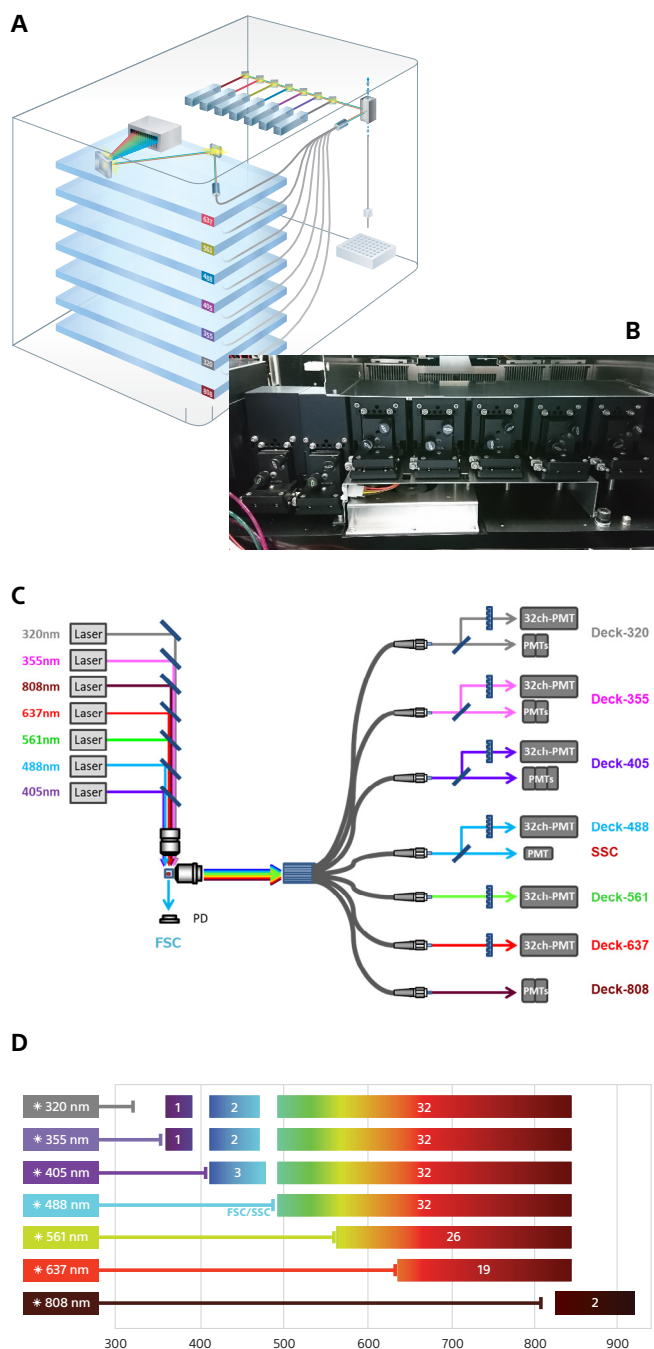 A
637
561
488
405
355
320
808
B
C
320nm Laser
355nm Laser
808nm Laser
637nm Laser
561nm Laser
488nm Laser
405nm Laser
PD
FSC
32ch-PMT
PMTs
Deck-320
32ch-PMT
PMTs
Deck-355
32ch-PMT
PMTs
Deck-405
32ch-PMT Deck-488
PMT SSC
32ch-PMT Deck-561
32ch-PMT Deck-637
PMTs Deck-808
D
320 nm 1 2 32
355 nm 1 2 32
405 nm 3 32
488 nm 32
FSC/SSC
561 nm 26
637 nm 19
808 nm 2
300 400 500 600 700 800 900